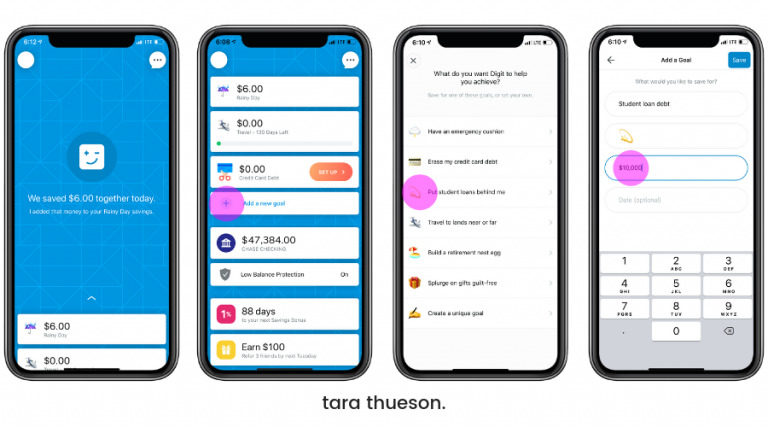 6:12
LTE
We saved $6.00 together today.
I added that money to your Rainy Day savings.
$6.00
Rainy Day
$0.00
6:08
LTE
$6.00
Rainy Day
$0.00
Travel - 130 Days Left
$0.00
Credit Card Debt
SET UP >
+ Add a new goal
$47,384.00
CHASE CHECKING
Low Balance Protection On
1% 88 days
to your next Savings Bonus
Earn $100
Refer 3 friends by next Tuesday
6:10
LTE
What do you want Digit to help
you achieve?
Save for one of these goals, or set your own.
Have an emergency cushion
Erase my credit card debt
Put student loans behind me
Travel to lands near or far
Build a retirement nest egg
Splurge on gifts guilt-free
Create a unique goal
6:10
LTE
Add a Goal
Save
What would you like to save for?
Student loan debt
$10,000
Date (optional)
1 2 3
ABC DEF
4 5 6
GHI JKL MNO
7 8 9
PQRS TUV WXYZ
. 0
tara thueson.